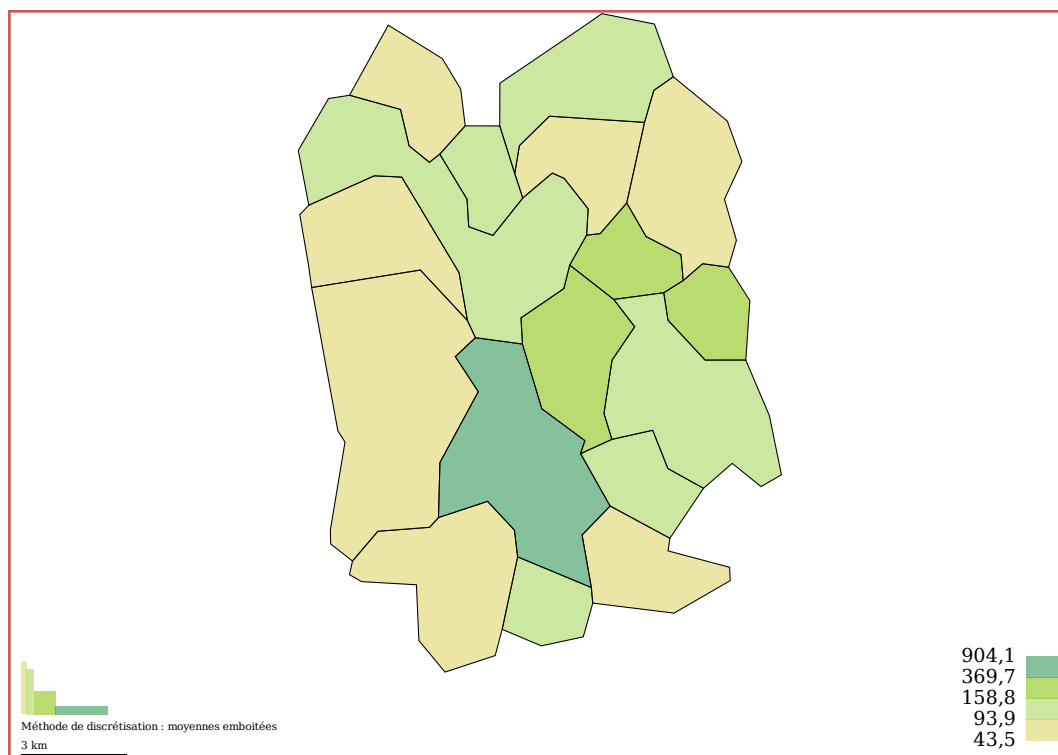 904,1
369,7
158,8
93,9
43,5
Méthode de discrétisation : moyennes emboitées
3 km